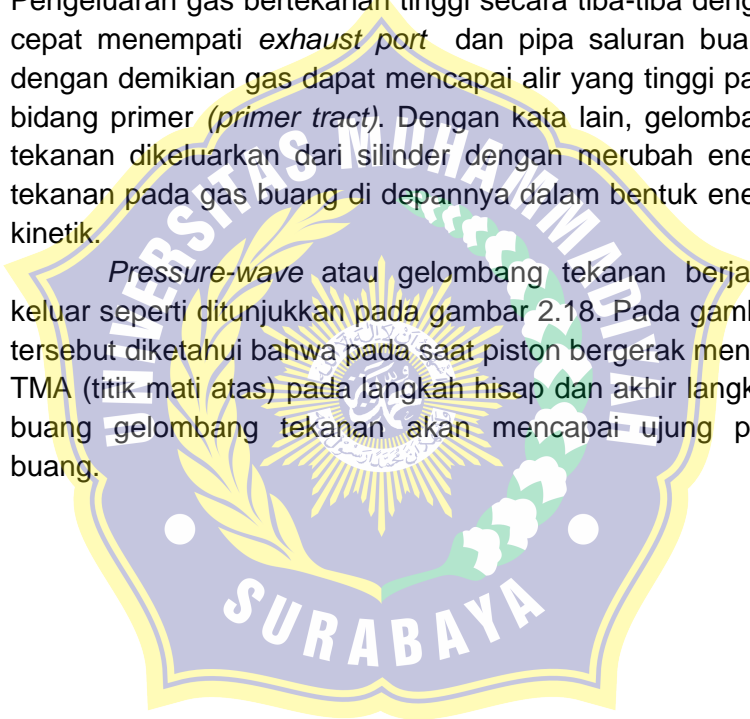 Pengeluaran gas bertekanan tinggi secara tiba-tiba deng
cepat menempati exhaust port dan pipa saluran bua
dengan demikian gas dapat mencapai alir yang tinggi pa
bidang primer (primer tract). Dengan kata lain, gelomba
tekanan dikeluarkan dari silinder dengan merubah ene
tekanan pada gas buang di depannya dalam bentuk ene
kinetik.
Pressure-wave atau gelombang tekanan berja
keluar seperti ditunjukkan pada gambar 2.18. Pada gamb
tersebut diketahui bahwa pada saat piston bergerak men
TMA (titik mati atas) pada langkah hisap dan akhir langk
buang gelombang tekanan akan mencapai ujung p
buang.
UNIVERSITAS MUHAMMADIYAH
SURABAYA